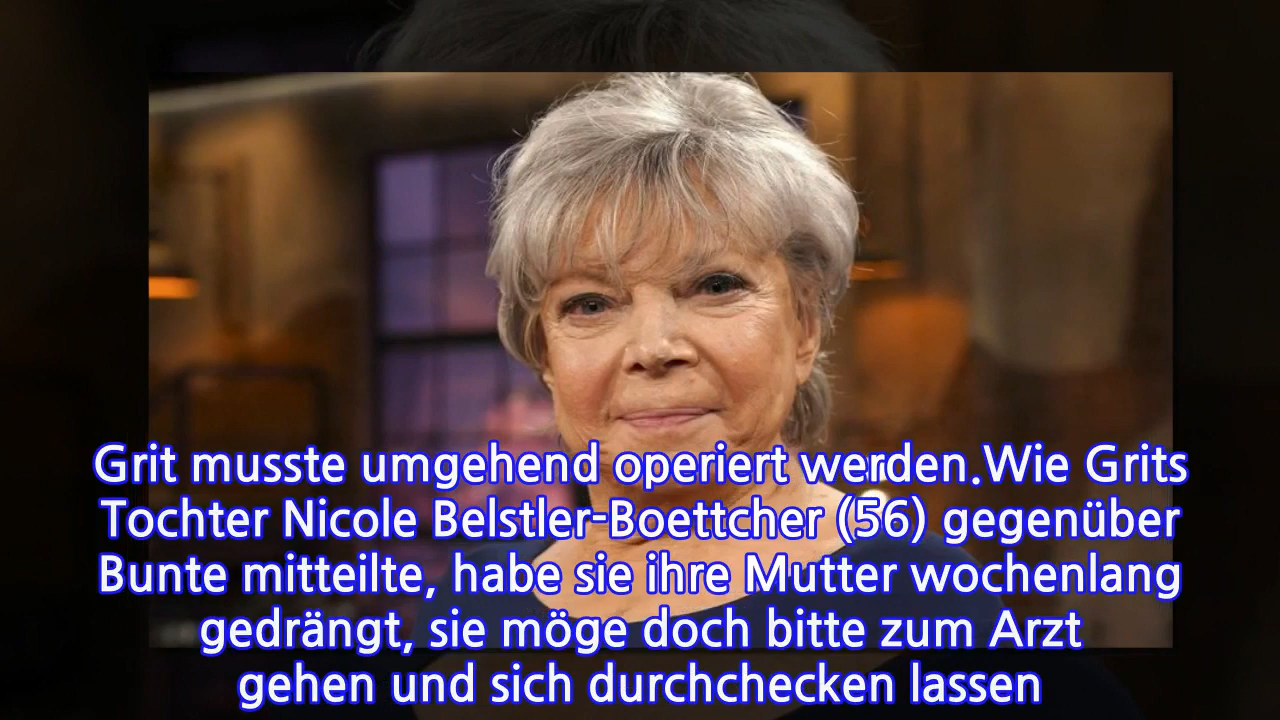 Grit musste umgehend operiert werden.Wie Grits
Tochter Nicole Belstler-Boettcher (56) gegenüber
Bunte mitteilte, habe sie ihre Mutter wochenlang
gedrängt, sie möge doch bitte zum Arzt
gehen und sich durchchecken lassen